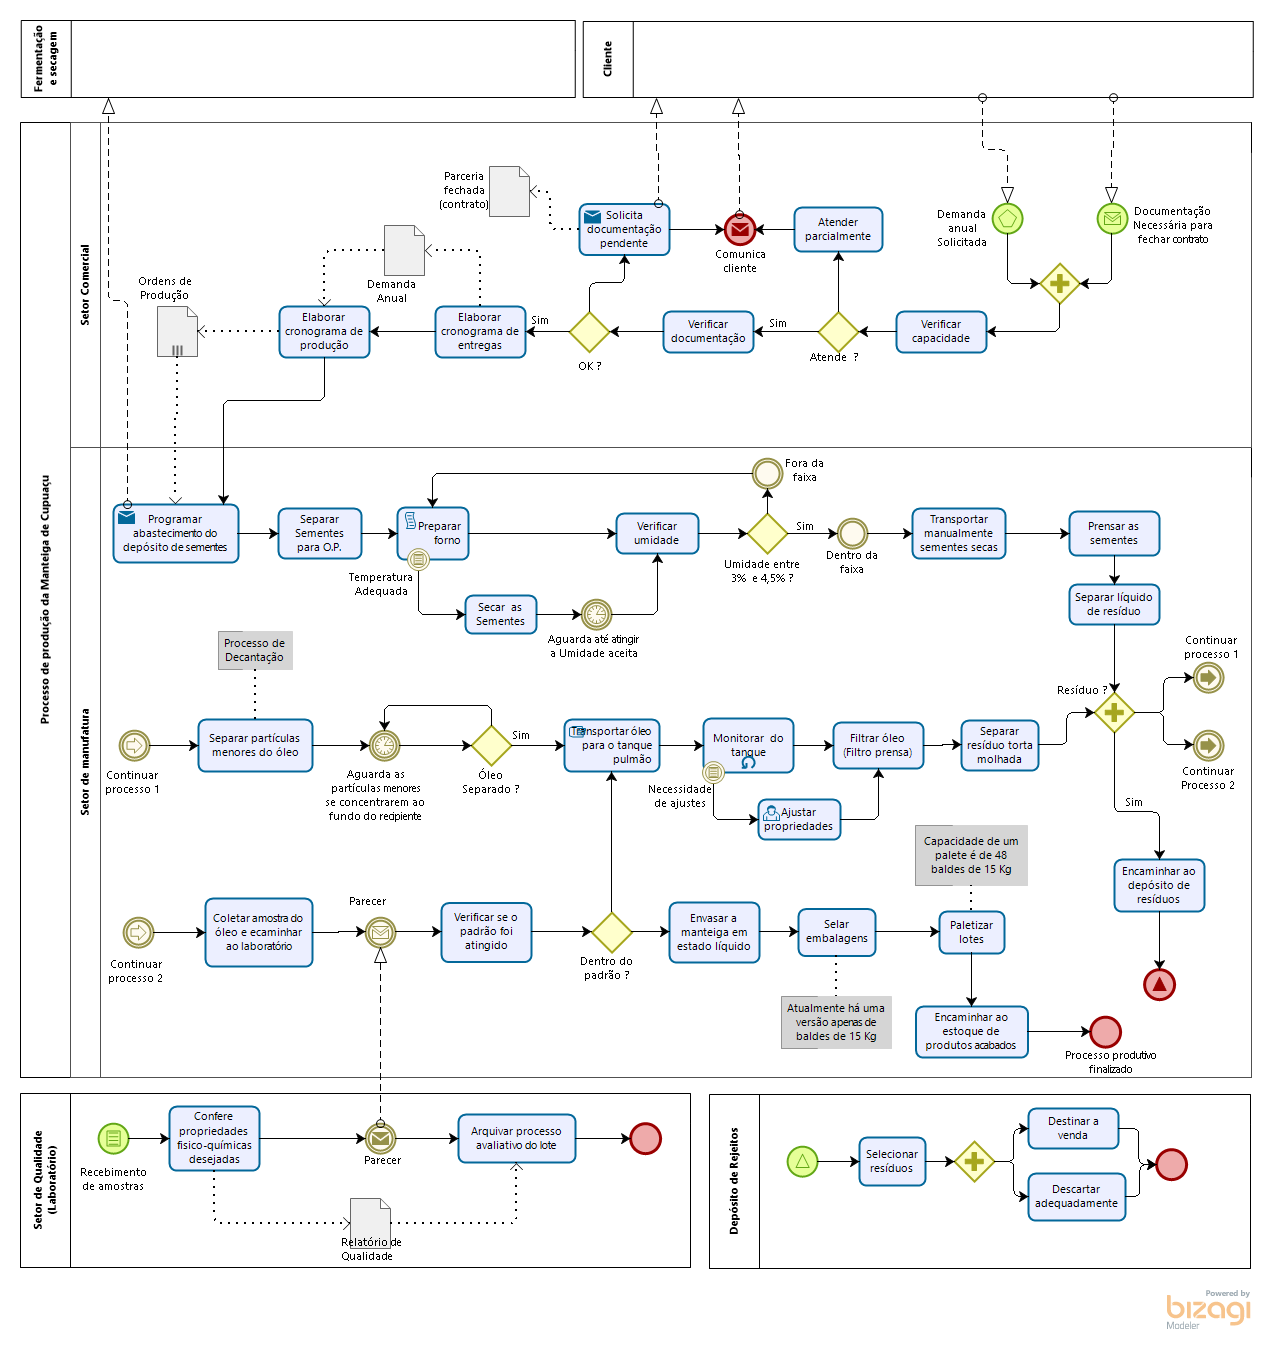 Fermentação
e secagem
Cliente
Processo de produção da Manteiga de Cupuaçu
Setor Comercial
Parceria
fechada
(contrato)
Solicita
documentação
pendente
Comunica
cliente
Atender
parcialmente
Demanda
anual
Solicitada
Documentação
Necessária para
fechar contrato
Ordens de
Produção
Demanda
Anual
Elaborar
cronograma de
produção
Elaborar
cronograma de
entregas
Sim
OK ?
Verificar
documentação
Sim
Atende ?
Verificar
capacidade
Setor de manufatura
Programar
abastecimento do
depósito de sementes
Separar
Sementes
para O.P.
Preparar
forno
Temperatura
Adequada
Secar as
Sementes
Aguarda até atingir
a Umidade aceita
Verificar
umidade
Fora da
faixa
Umidade entre
3% e 4,5% ?
Sim
Dentro da
faixa
Transportar
manualmente
sementes secas
Prensar as
sementes
Separar líquido
de resíduo
Resíduo ?
Continuar
processo 1
Continuar
Processo 2
Sim
Encaminhar ao
depósito de
resíduos
Processo de
Decantação
Continuar
processo 1
Separar partículas
menores do óleo
Aguarda as
partículas menores
se concentrarem ao
fundo do recipiente
Óleo
Separado ?
Sim
Transportar óleo
para o tanque
pulmão
Monitorar do
tanque
Necessidade
de ajustes
Ajustar
propriedades
Filtrar óleo
(Filtro prensa)
Separar
resíduo torta
molhada
Continuar
processo 2
Coletar amostra do
óleo e ecaminhar
ao laboratório
Parecer
Verificar se o
padrão foi
atingido
Dentro do
padrão ?
Envasar a
manteiga em
estado líquido
Selar
embalagens
Atualmente há uma
versão apenas de
baldes de 15 Kg
Capacidade de um
palete é de 48
baldes de 15 Kg
Paletizar
lotes
Encaminhar ao
estoque de
produtos acabados
Processo produtivo
finalizado
Setor de Qualidade
(Laboratório)
Recebimento
de amostras
Confere
propriedades
fisico-químicas
desejadas
Parecer
Arquivar processo
avaliativo do lote
Relatório de
Qualidade
Depósito de Rejeitos
Selecionar
resíduos
Destinar a
venda
Descartar
adequadamente
Powered by
bizagi
Modeler